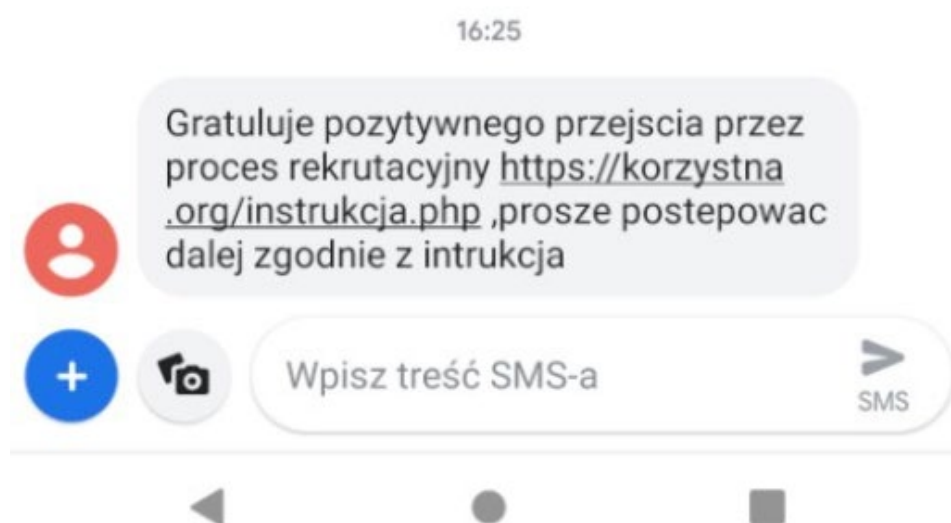 16:25
Gratuluje pozytywnego przejscia przez
proces rekrutacyjny https://korzystna
.org/instrukcja.php ,prosze postepowac
dalej zgodnie z intrukcja
Wpisz treść SMS-a
SMS